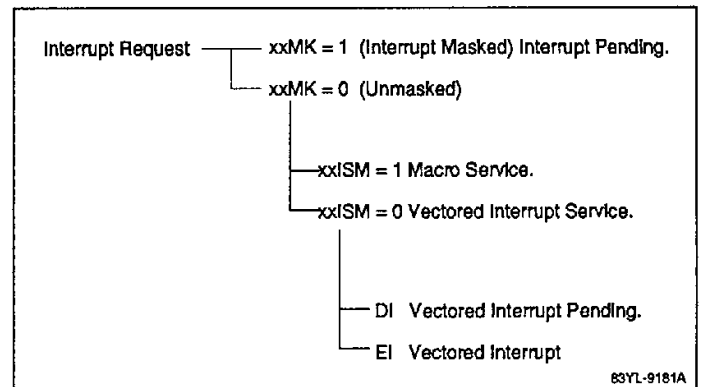 Interrupt Request xxMK = 1 (Interrupt Masked) Interrupt Pending.
xxMK = 0 (Unmasked)
xxISM = 1 Macro Service.
xxISM = 0 Vectored Interrupt Service.
DI Vectored Interrupt Pending.
EI Vectored Interrupt
83YL-9181A